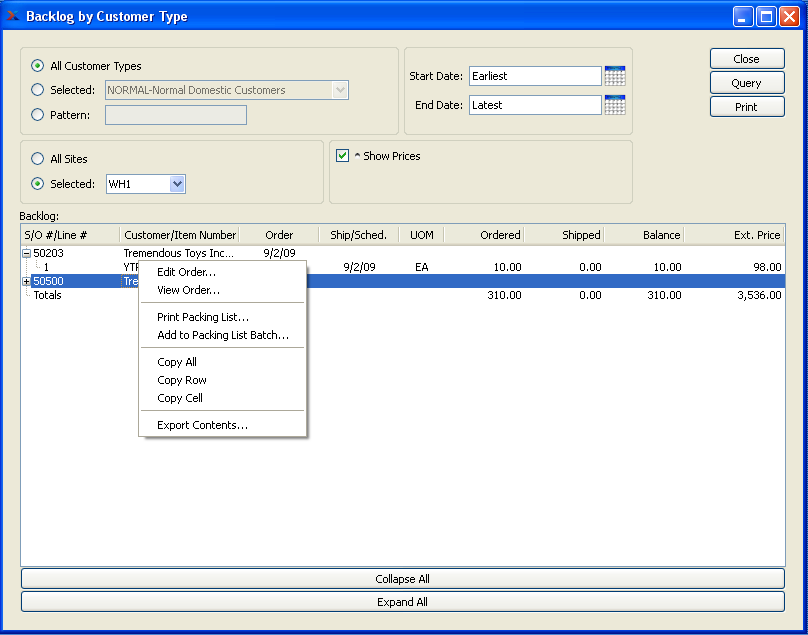 Backlog by Customer Type
All Customer Types
Selected: NORMAL-Normal Domestic Customers
Pattern:
Start Date: Earliest
End Date: Latest
Close
Query
Print
All Sites
Selected: WH1
^ Show Prices
Backlog:
S/O #/Line # Customer/Item Number Order Ship/Sched. UOM Ordered Shipped Balance Ext. Price
50203 Tremendous Toys Inc... 9/2/09
1 9/2/09 EA 10.00 0.00 10.00 98.00
50500
Totals 310.00 0.00 310.00 3,536.00
Edit Order...
View Order...
Print Packing List...
Add to Packing List Batch...
Copy All
Copy Row
Copy Cell
Export Contents...
Collapse All
Expand All